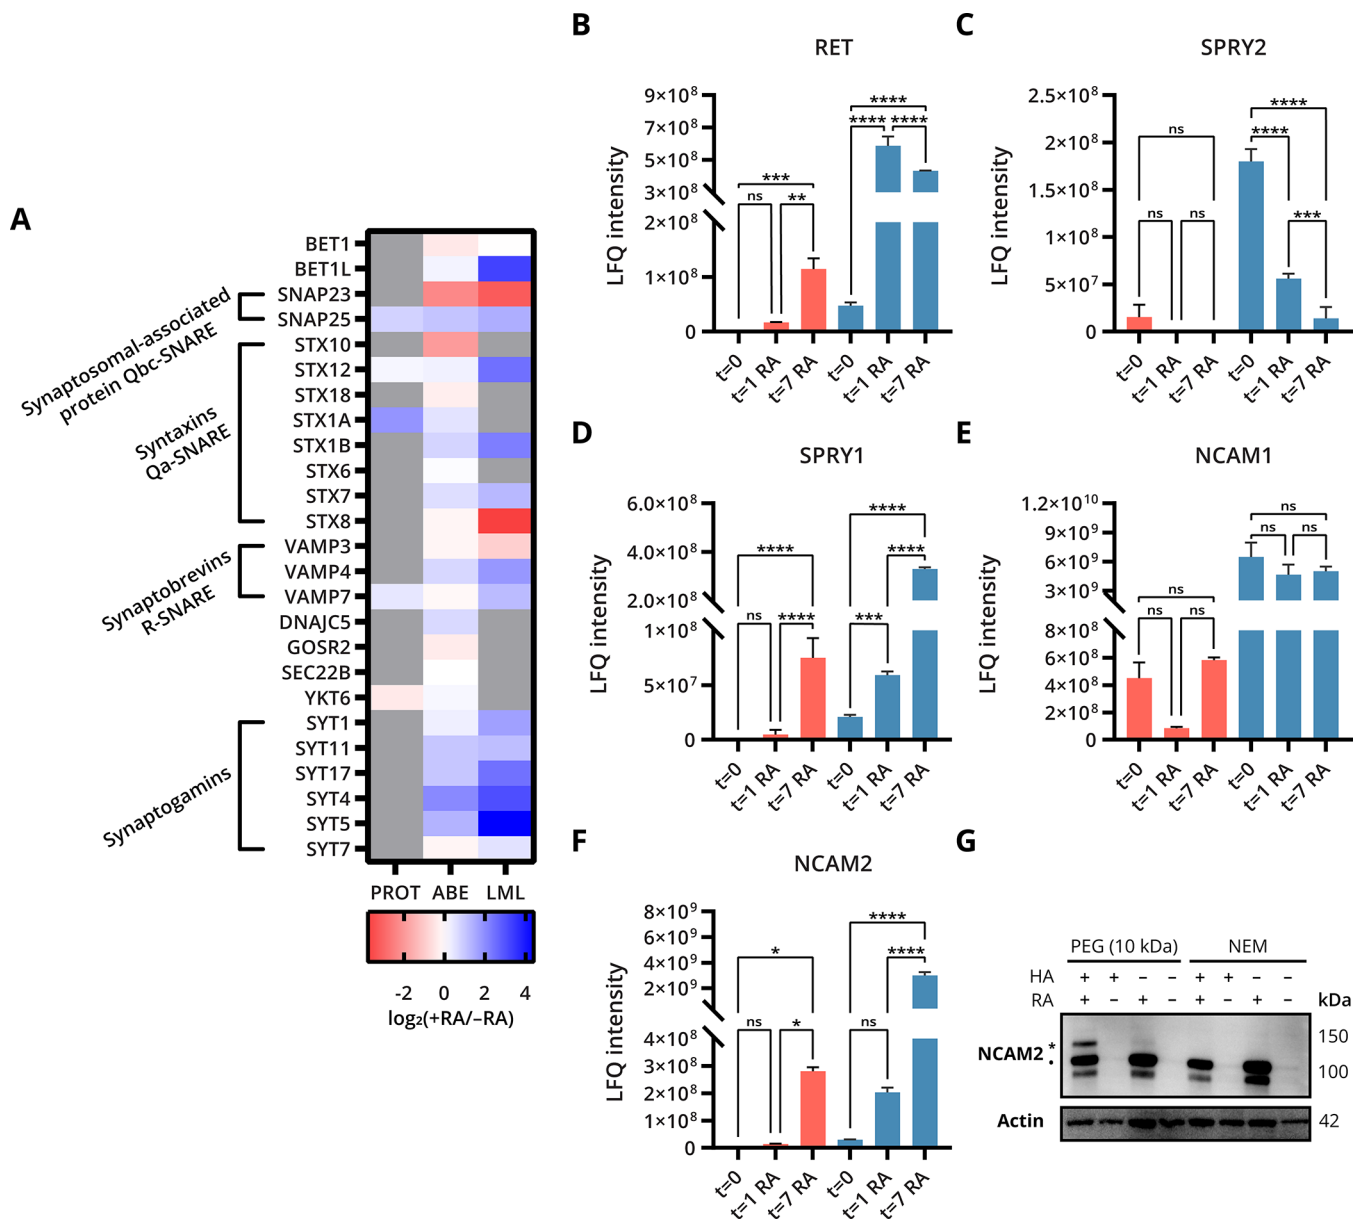 A
Synaptosomal-associated
protein Qbc-SNARE
Syntaxins
Qa-SNARE
Synaptobrevins
R-SNARE
Synaptogamins
BET1
BET1L
SNAP23
SNAP25
STX10
STX12
STX18
STX1A
STX1B
STX6
STX7
STX8
VAMP3
VAMP4
VAMP7
DNAJC5
GOSR2
SEC22B
YKT6
SYT1
SYT11
SYT17
SYT4
SYT5
SYT7
PROT ABE LML
-2 0 2 4
log₂(+RA/−RA)
B
RET
LFQ intensity
9×10⁸
7×10⁸
5×10⁸
3×10⁸
2×10⁸
1×10⁸
0
ns
***
**
****
****
****
t=0
t=1 RA
t=7 RA
t=0
t=1 RA
t=7 RA
C
SPRY2
LFQ intensity
2.5×10⁸
2×10⁸
1.5×10⁸
1×10⁸
5×10⁷
0
ns
ns
ns
****
****
***
t=0
t=1 RA
t=7 RA
t=0
t=1 RA
t=7 RA
D
SPRY1
LFQ intensity
6.0×10⁸
4.0×10⁸
2.0×10⁸
1×10⁸
5×10⁷
0
****
ns
****
****
****
***
t=0
t=1 RA
t=7 RA
t=0
t=1 RA
t=7 RA
E
NCAM1
LFQ intensity
1.2×10¹⁰
9×10⁹
6×10⁹
3×10⁹
8×10⁸
6×10⁸
4×10⁸
2×10⁸
0
ns
ns
ns
ns
ns
ns
t=0
t=1 RA
t=7 RA
t=0
t=1 RA
t=7 RA
F
NCAM2
LFQ intensity
8×10⁹
6×10⁹
4×10⁹
2×10⁹
4×10⁸
3×10⁸
2×10⁸
1×10⁸
0
*
ns
*
****
****
ns
t=0
t=1 RA
t=7 RA
t=0
t=1 RA
t=7 RA
G
PEG (10 kDa) NEM
HA + + − − + + − −
RA + − + − + − + − kDa
NCAM2 * •
150
100
Actin 42